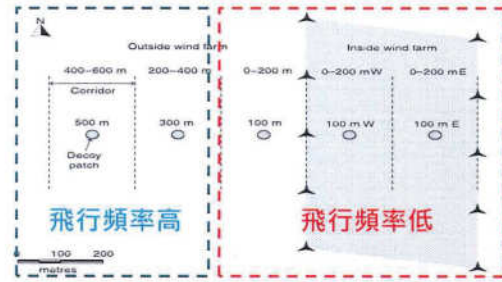 N
Outside wind farm
Inside wind farm
400–600 m
200–400 m
0–200 m
0–200 mW
0–200 mE
Corridor
500 m
300 m
100 m
100 m W
100 m E
Decoy
patch
飛行頻率高
飛行頻率低
0 100 200
metres